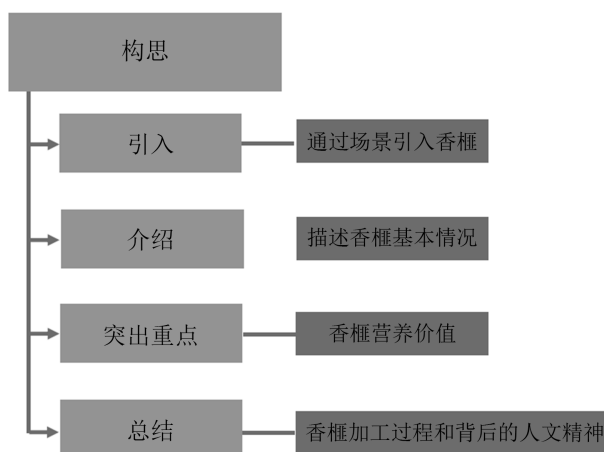 构思
引入
通过场景引入香榧
介绍
描述香榧基本情况
突出重点
香榧营养价值
总结
香榧加工过程和背后的人文精神